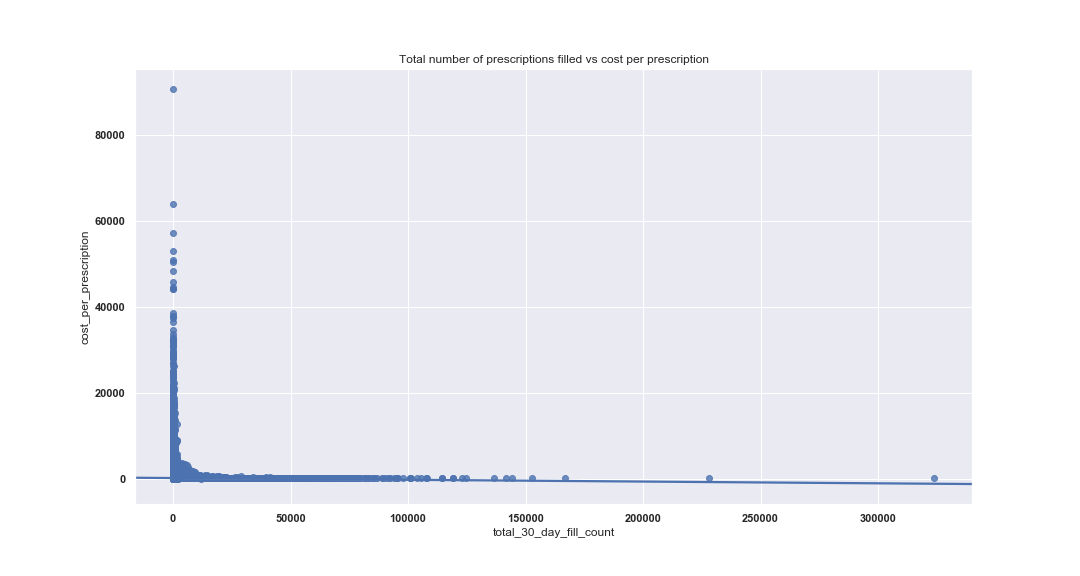 Total number of prescriptions filled vs cost per prescription
cost_per_prescription
80000
60000
40000
20000
0
0 50000 100000 150000 200000 250000 300000
total_30_day_fill_count